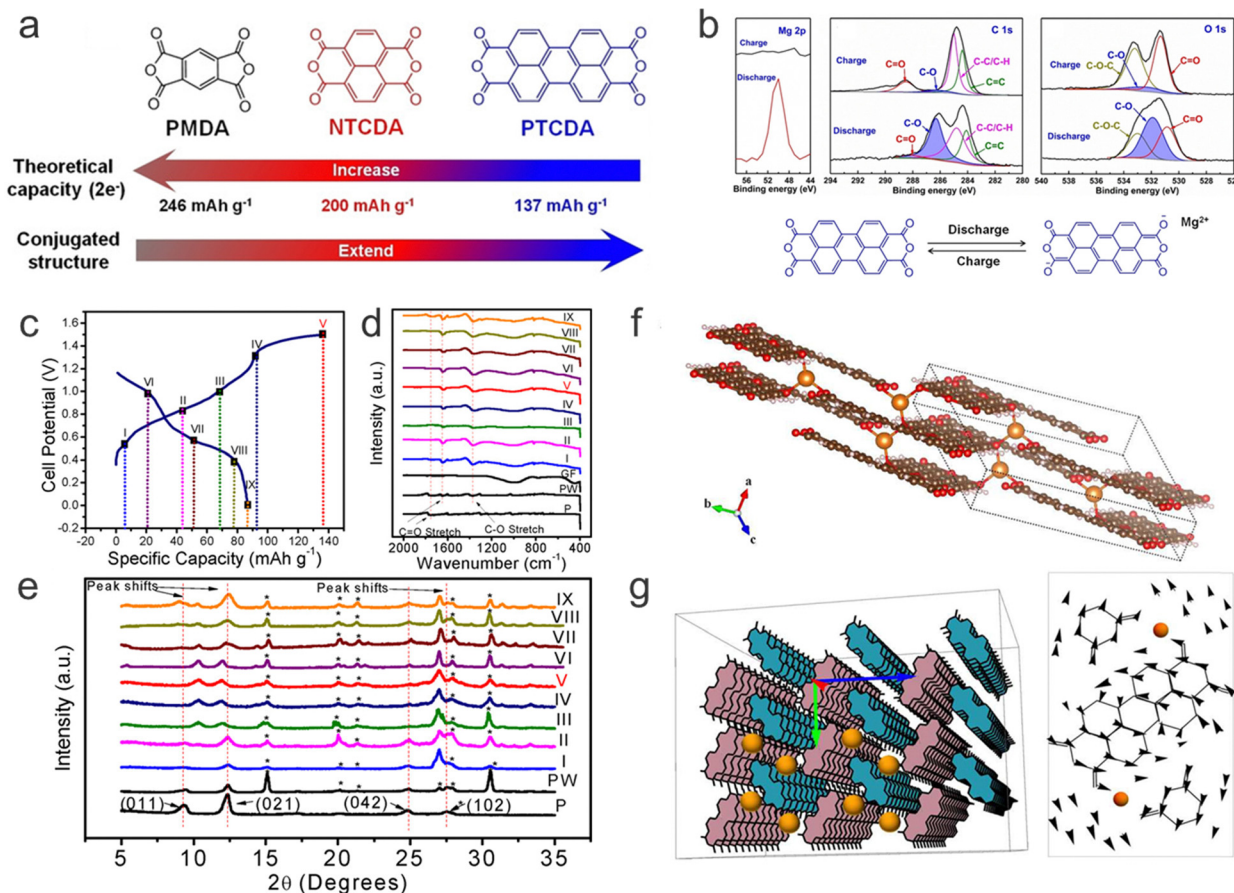 a
O O O O O O
PMDA NTCDA PTCDA
Theoretical
capacity (2e-)
Increase
246 mAh g⁻¹ 200 mAh g⁻¹ 137 mAh g⁻¹
Conjugated
structure
Extend
b
Mg 2p
Charge
Discharge
56 52 48 44
Binding energy (eV)
C 1s
Charge
C=O
C-O
C-C/C-H
C=C
Discharge
C-O
C=O
C-C/C-H
C=C
294 292 290 288 286 284 282 280
Binding energy (eV)
O 1s
Charge
C-O
C-O-C
C=O
Discharge
C-O
C-O-C
C=O
540 538 536 534 532 530 528 526
Binding energy (eV)
Discharge
Charge
Mg²⁺
c
Cell Potential (V)
1.6
1.4
1.2
1.0
0.8
0.6
0.4
0.2
0.0
-0.2
I II III IV V VI VII VIII IX
0 20 40 60 80 100 120 140
Specific Capacity (mAh g⁻¹)
d
Intensity (a.u.)
IX
VIII
VII
VI
V
IV
III
II
I
GF
PW
P
C=O Stretch
C-O Stretch
2000 1600 1200 800 400
Wavenumber (cm⁻¹)
e
Intensity (a.u.)
Peak shifts
Peak shifts
IX
VIII
VII
VI
V
IV
III
II
I
PW
P
(011) (021) (042) (102)
5 10 15 20 25 30 35
2θ (Degrees)
f
a
b
c
g